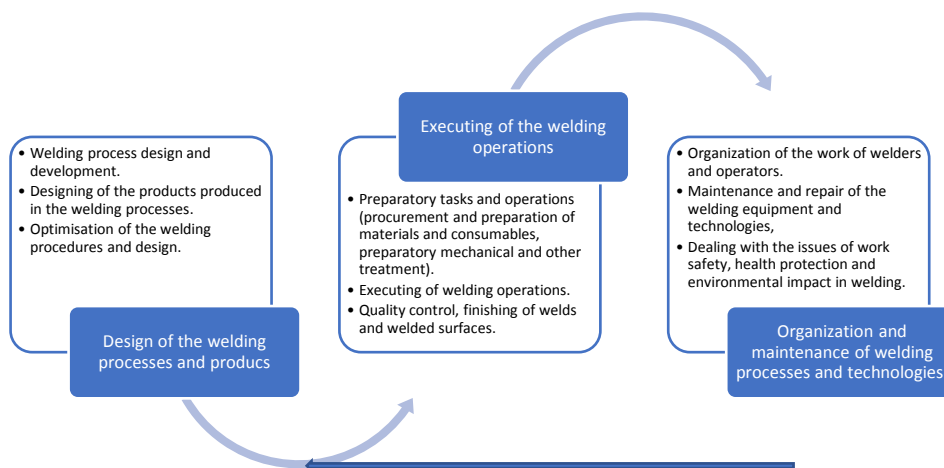 • Welding process design and
development.
• Designing of the products produced
in the welding processes.
• Optimisation of the welding
procedures and design.
Design of the welding
processes and producs
Executing of the welding
operations
• Preparatory tasks and operations
(procurement and preparation of
materials and consumables,
preparatory mechanical and other
treatment).
• Executing of welding operations.
• Quality control, finishing of welds
and welded surfaces.
• Organization of the work of welders
and operators.
• Maintenance and repair of the
welding equipment and
technologies,
• Dealing with the issues of work
safety, health protection and
environmental impact in welding.
Organization and
maintenance of welding
processes and technologies